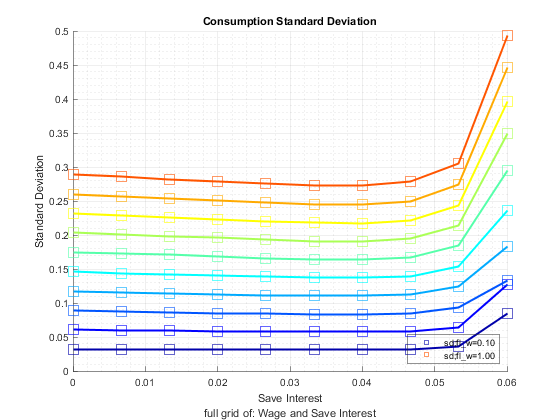 Consumption Standard Deviation
0.5
0.45
0.4
0.35
0.3
0.25
0.2
0.15
0.1
0.05
0
Standard Deviation
sd;fl_w=0.10
sd;fl_w=1.00
0 0.01 0.02 0.03 0.04 0.05 0.06
Save Interest
full grid of: Wage and Save Interest